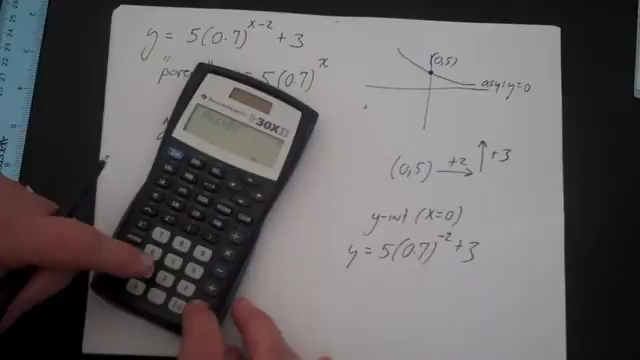 y = 5(0.7)^x-2 + 3
"pare
= 5(0.7)^x
(0,5)
asy: y=0
TI-30XIIS
(0,5) +2 +3
y-int (x=0)
y = 5(0.7)^-2 + 3